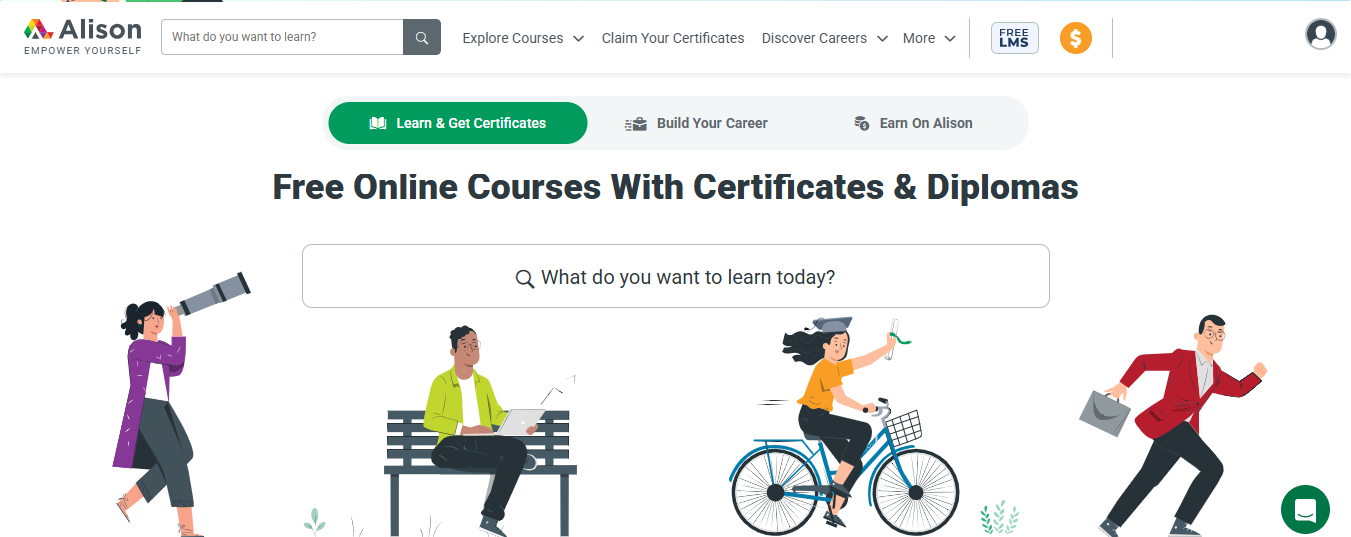 Alison
EMPOWER YOURSELF
What do you want to learn?
Explore Courses
Claim Your Certificates
Discover Careers
More
FREE
LMS
$
Learn & Get Certificates
Build Your Career
Earn On Alison
Free Online Courses With Certificates & Diplomas
What do you want to learn today?